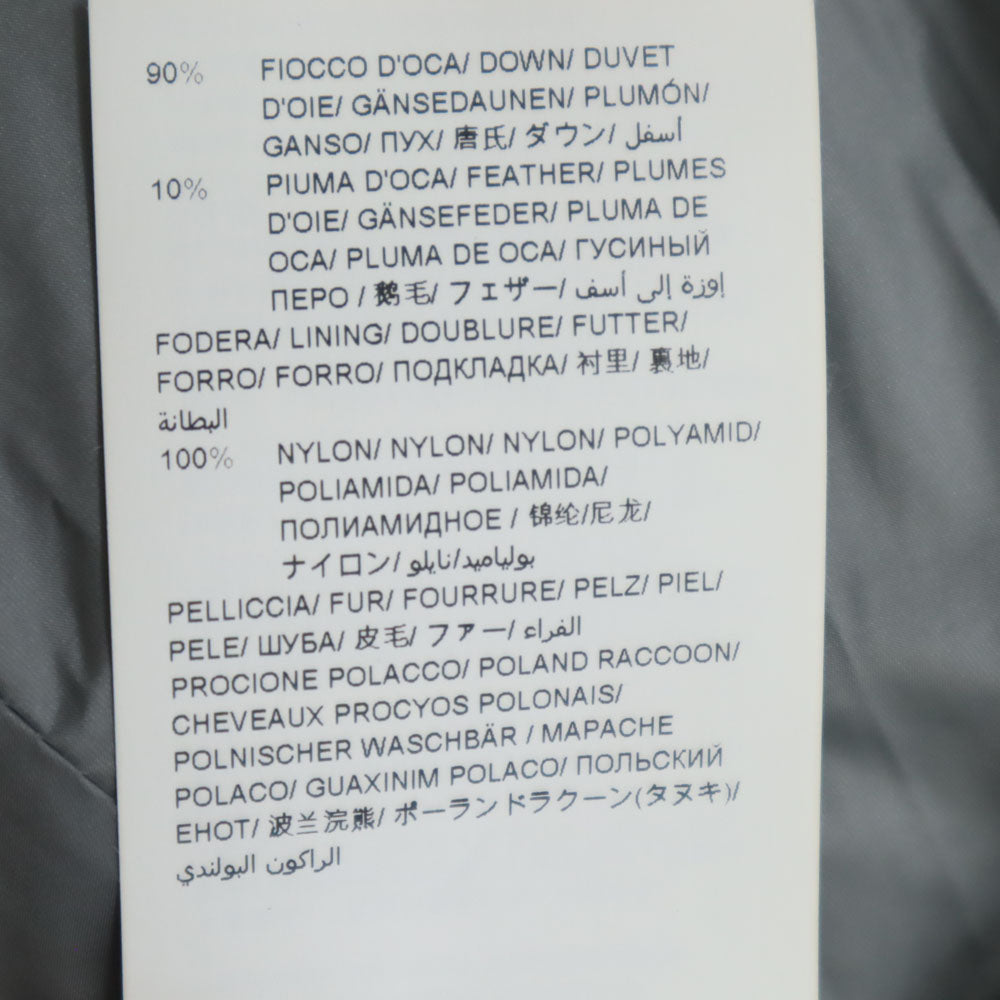 90% FIOCCO D'OCA/ DOWN/ DUVET
D'OIE/ GÄNSEDAUNEN/ PLUMÓN/
GANSO/ ПУХ/ 唐氏/ ダウン/ أسفل
10% PIUMA D'OCA/ FEATHER/ PLUMES
D'OIE/ GÄNSEFEDER/ PLUMA DE
OCA/ PLUMA DE OCA/ ГУСИНЫЙ
ПЕРО / 鹅毛/ フェザー/ إوزة إلى أسف
FODERA/ LINING/ DOUBLURE/ FUTTER/
FORRO/ FORRO/ ПОДКЛАДКА/ 衬里/ 裏地/
البطانة
100% NYLON/ NYLON/ NYLON/ POLYAMID/
POLIAMIDA/ POLIAMIDA/
ПОЛИАМИДНОЕ / 锦纶/尼龙/
ナイロン/ بولياميد/نايلو
PELLICCIA/ FUR/ FOURRURE/ PELZ/ PIEL/
PELE/ ШУБА/ 皮毛/ ファー/ الفراء
PROCIONE POLACCO/ POLAND RACCOON/
CHEVEAUX PROCYOS POLONAIS/
POLNISCHER WASCHBÄR / MAPACHE
POLACO/ GUAXINIM POLACO/ ПОЛЬСКИЙ
ЕНОТ/ 波兰浣熊/ ポーランドラクーン(タヌキ)/
الراكون البولندي